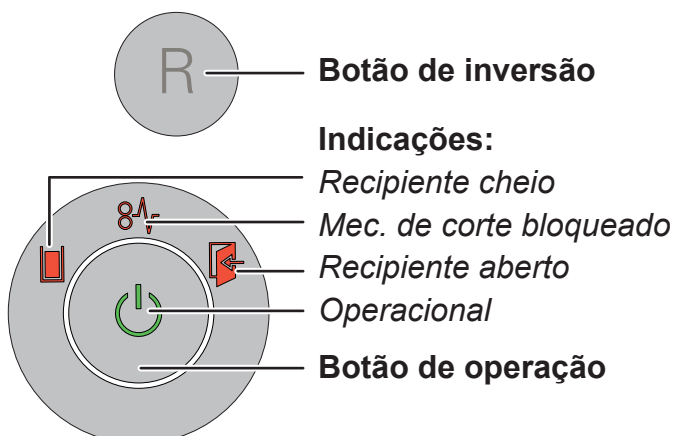 R
Botão de inversão
Indicações:
Recipiente cheio
Mec. de corte bloqueado
Recipiente aberto
Operacional
Botão de operação